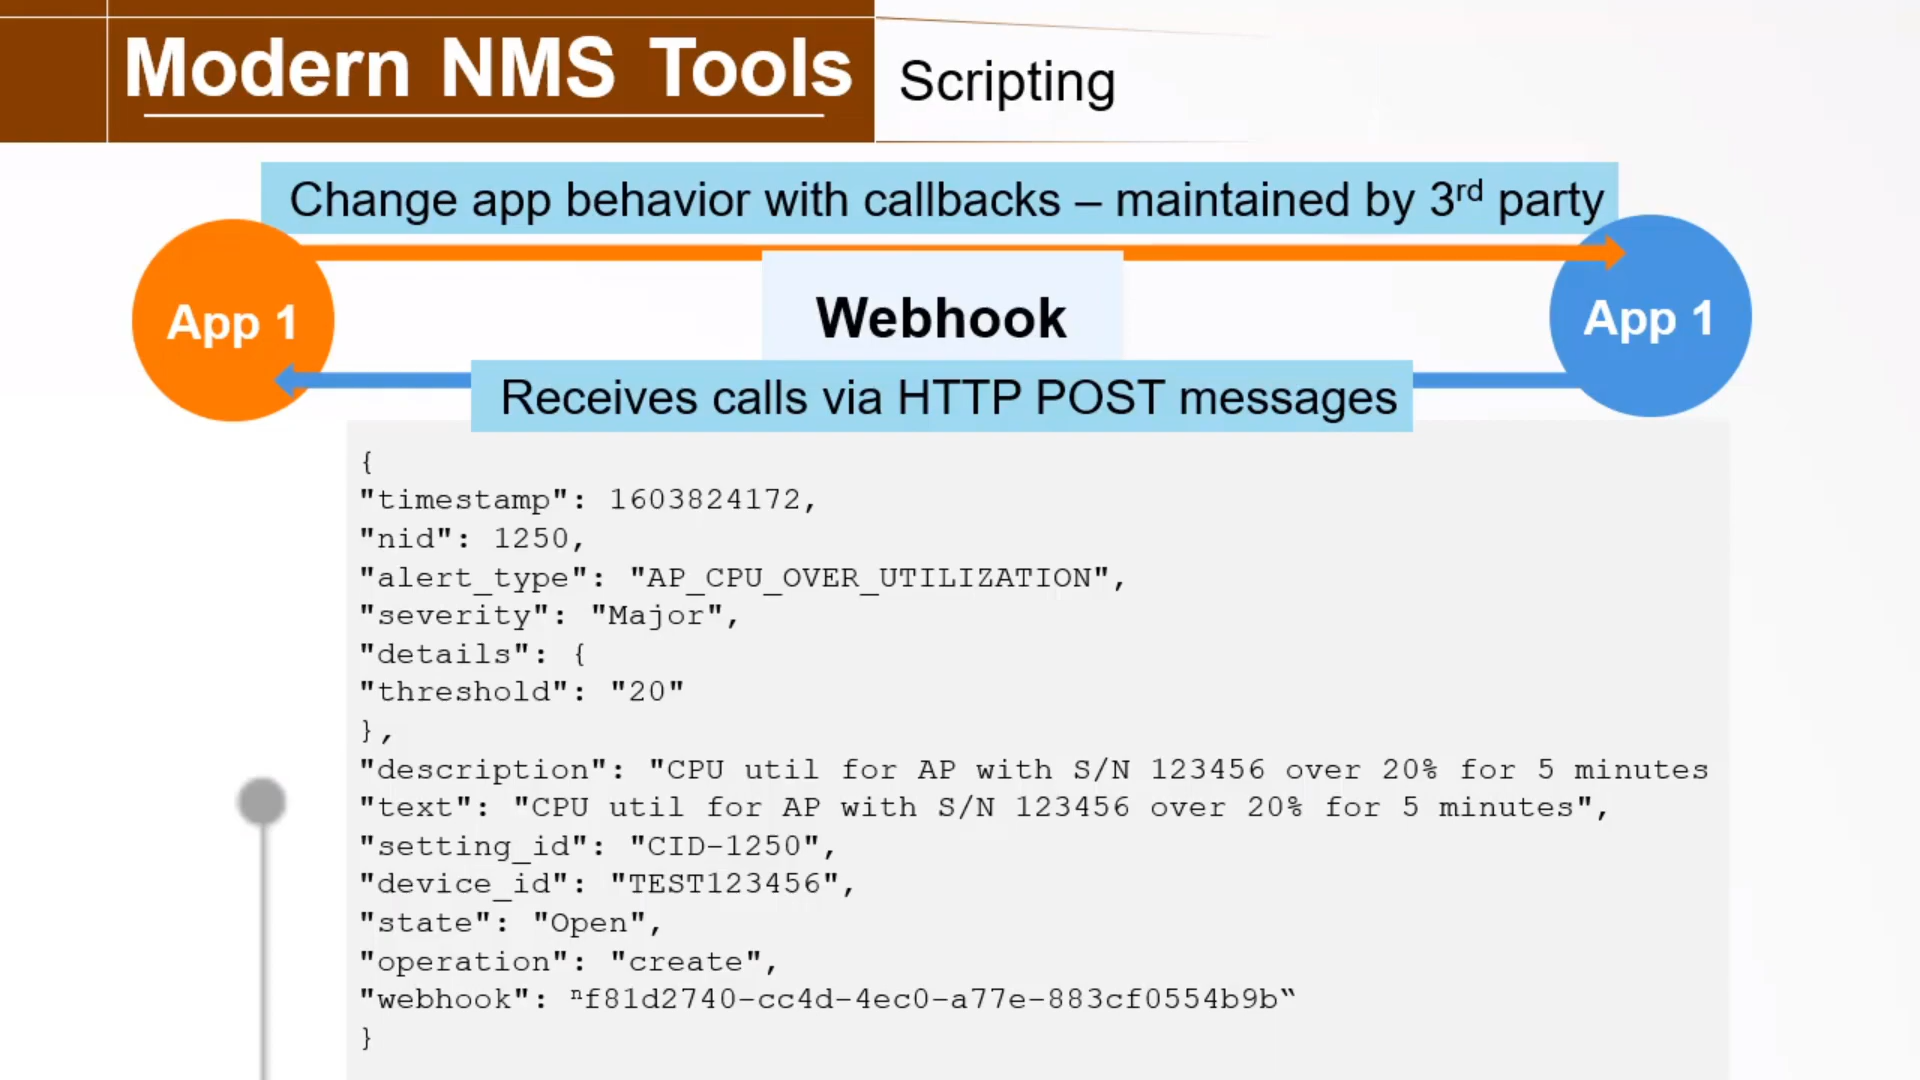 Modern NMS Tools
Scripting
Change app behavior with callbacks – maintained by 3rd party
App 1
Webhook
App 1
Receives calls via HTTP POST messages
{
"timestamp": 1603824172,
"nid": 1250,
"alert_type": "AP_CPU_OVER_UTILIZATION",
"severity": "Major",
"details": {
"threshold": "20"
},
"description": "CPU util for AP with S/N 123456 over 20% for 5 minutes
"text": "CPU util for AP with S/N 123456 over 20% for 5 minutes",
"setting_id": "CID-1250",
"device_id": "TEST123456",
"state": "Open",
"operation": "create",
"webhook": ⁿf81d2740-cc4d-4ec0-a77e-883cf0554b9b‟
}